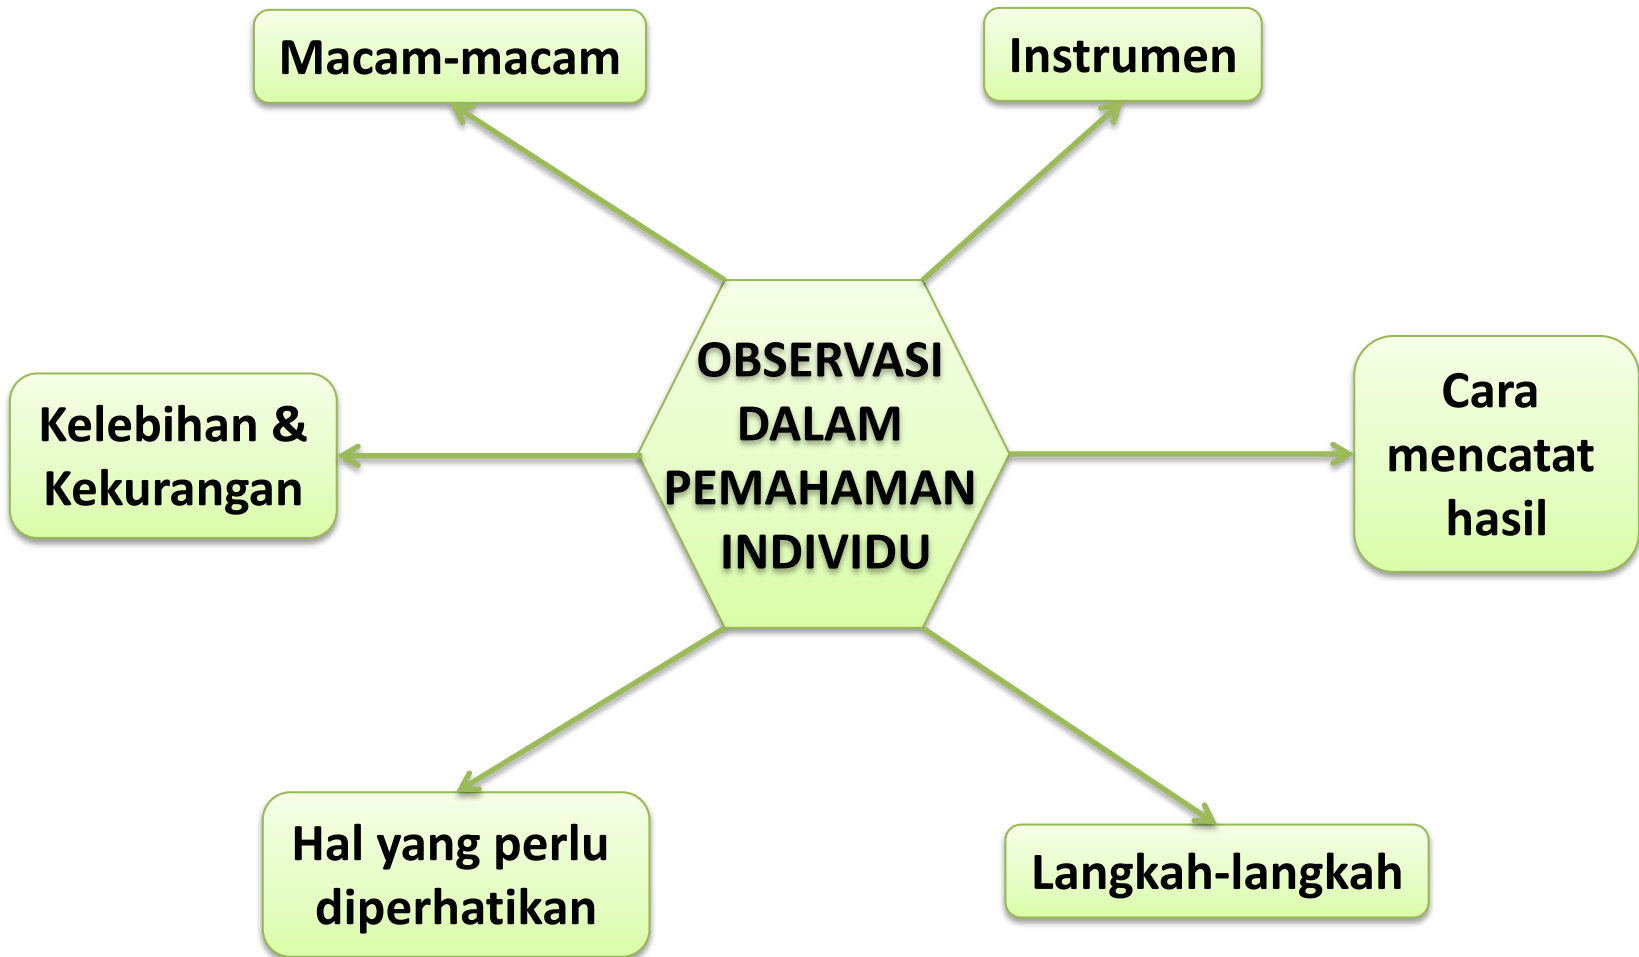 Macam-macam
Instrumen
OBSERVASI
DALAM
PEMAHAMAN
INDIVIDU
Kelebihan &
Kekurangan
Cara
mencatat
hasil
Hal yang perlu
diperhatikan
Langkah-langkah